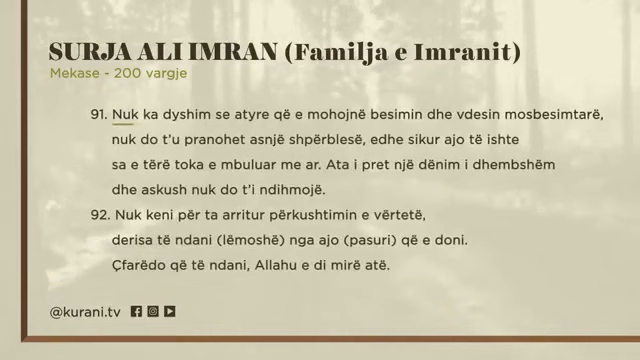 SURJA ALI IMRAN (Familja e Imranit)
Mekase - 200 vargje
91. Nuk ka dyshim se atyre që e mohojnë besimin dhe vdesin mosbesimtarë,
nuk do t'u pranohet asnjë shpërblesë, edhe sikur ajo të ishte
sa e tërë toka e mbuluar me ar. Ata i pret një dënim i dhembshëm
dhe askush nuk do t'i ndihmojë.
92. Nuk keni për ta arritur përkushtimin e vërtetë,
derisa të ndani (lëmoshë) nga ajo (pasuri) që e doni.
Çfarëdo që të ndani, Allahu e di mirë atë.
@kurani.tv